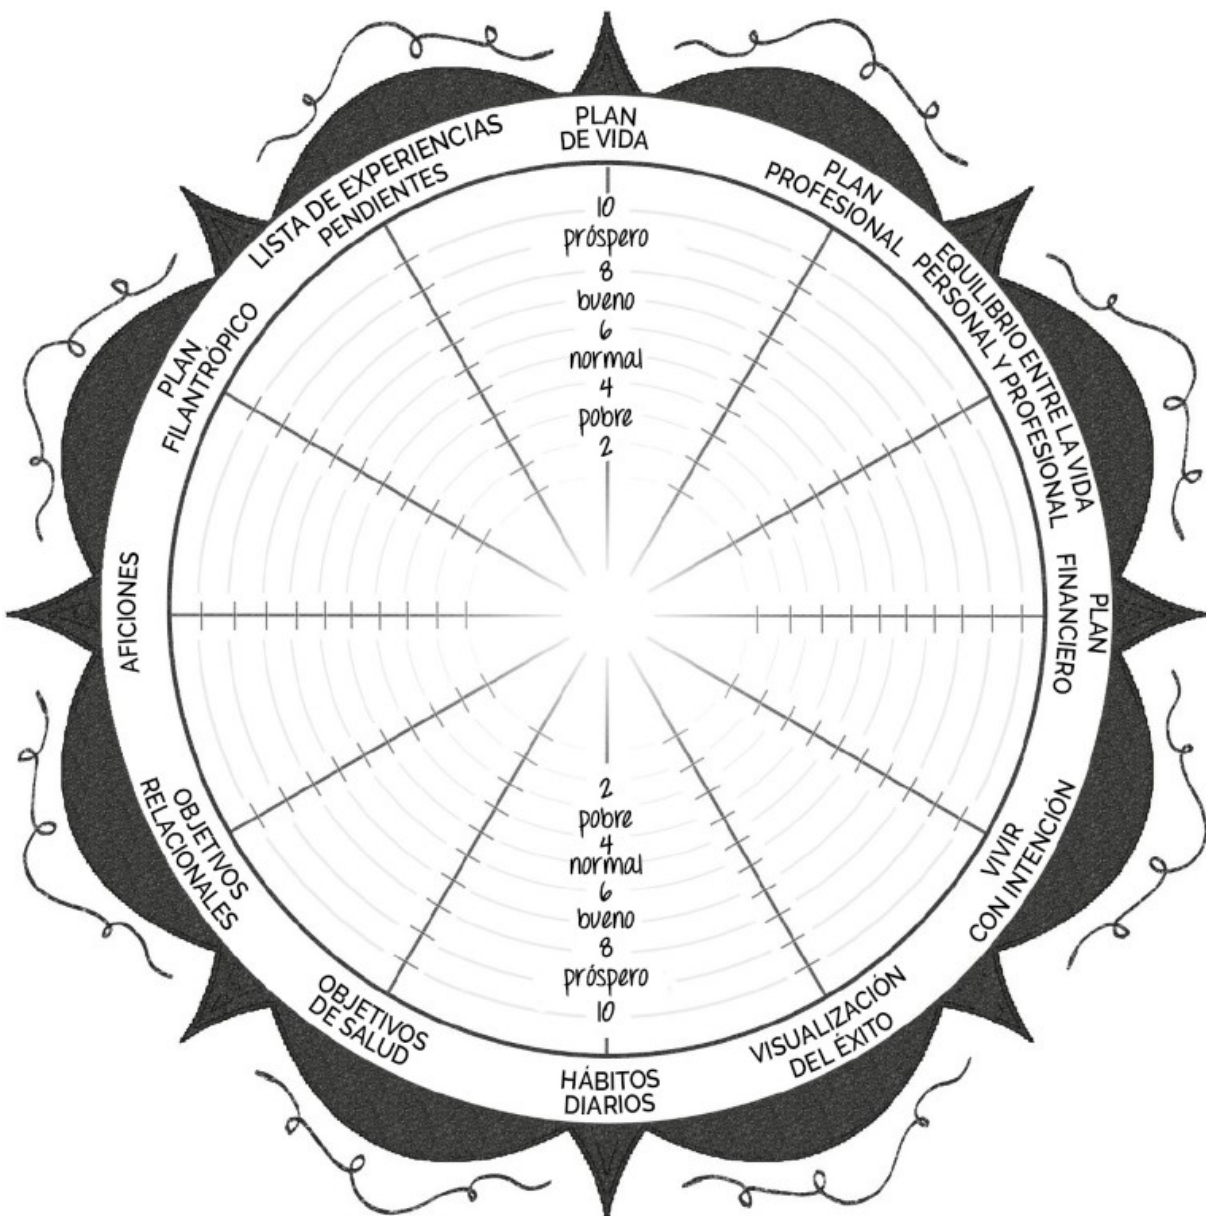 PLAN
DE VIDA
PLAN
PROFESIONAL
EQUILIBRIO ENTRE LA VIDA
PERSONAL Y PROFESIONAL
PLAN
FINANCIERO
VIVIR
CON INTENCIÓN
VISUALIZACIÓN
DEL ÉXITO
HÁBITOS
DIARIOS
OBJETIVOS
DE SALUD
OBJETIVOS
RELACIONALES
AFICIONES
PLAN
FILANTRÓPICO
LISTA DE EXPERIENCIAS
PENDIENTES
10
próspero
8
bueno
6
normal
4
pobre
2
2
pobre
4
normal
6
bueno
8
próspero
10